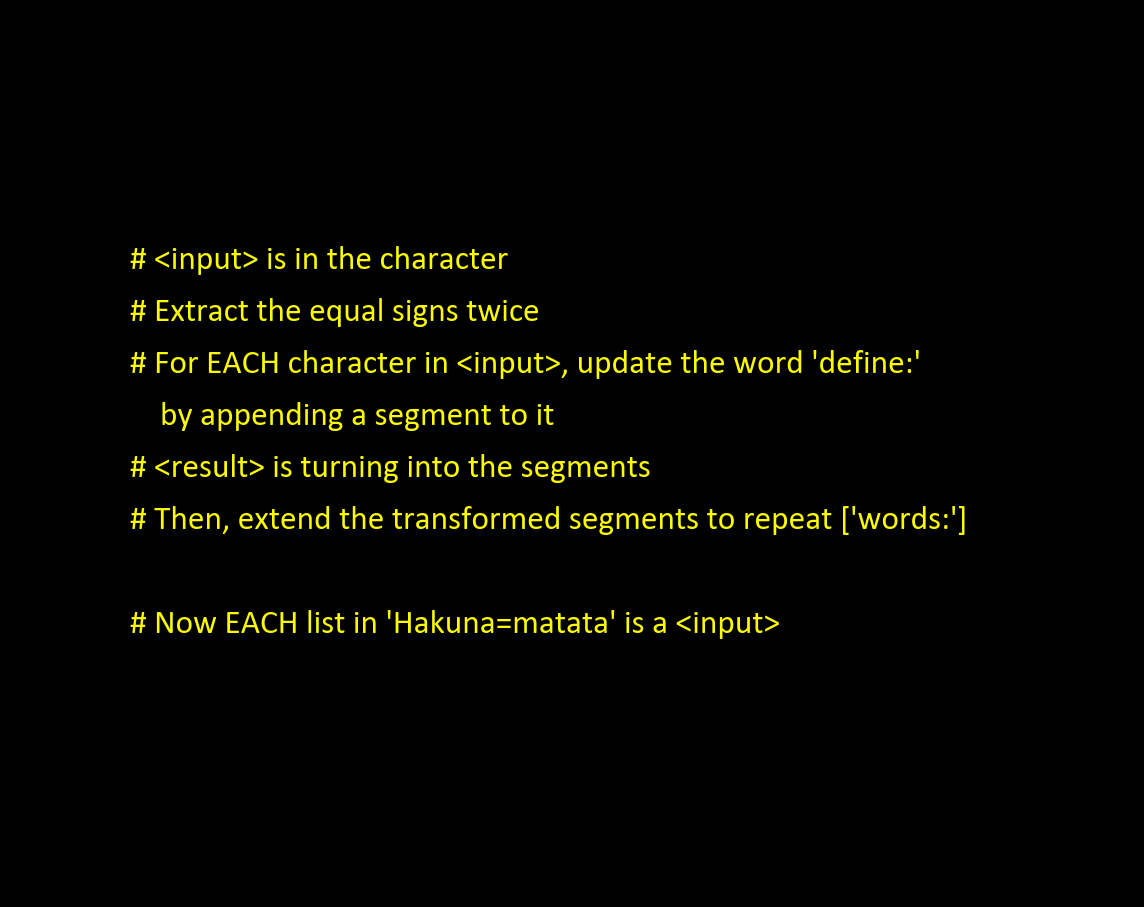 # <input> is in the character
# Extract the equal signs twice
# For EACH character in <input>, update the word 'define:'
by appending a segment to it
# <result> is turning into the segments
# Then, extend the transformed segments to repeat ['words:']
# Now EACH list in 'Hakuna=matata' is a <input>